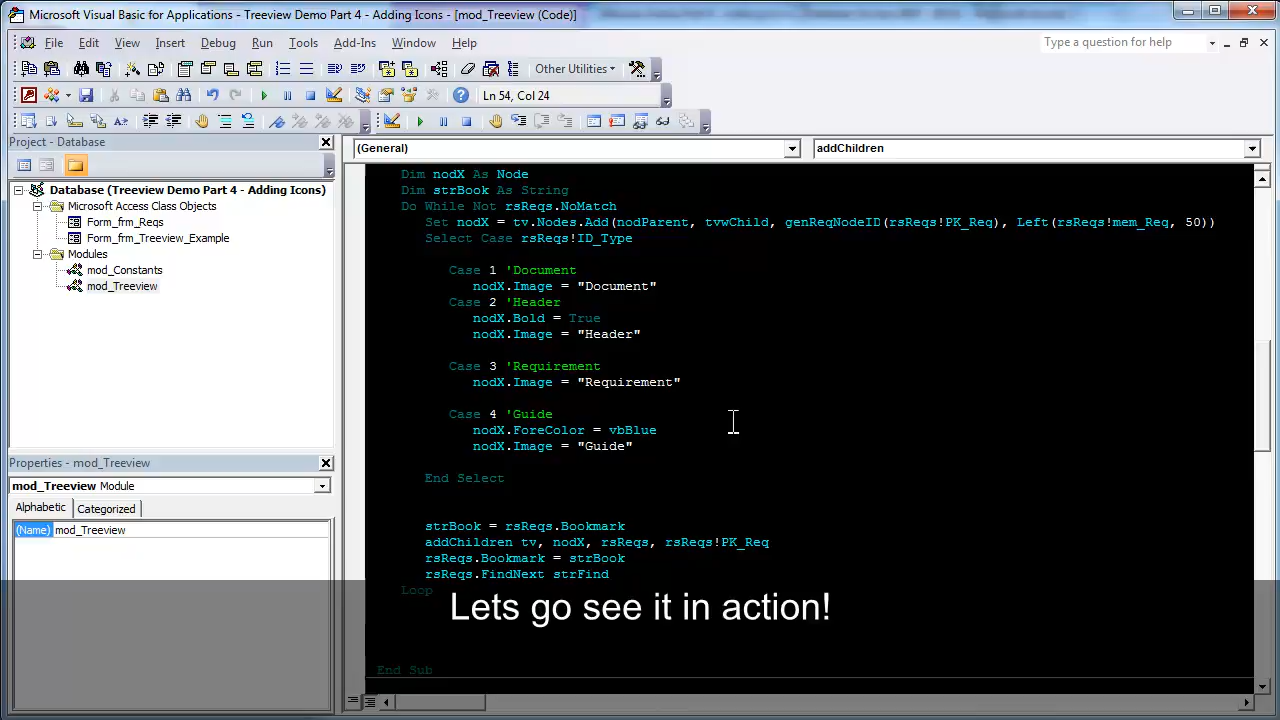 Microsoft Visual Basic for Applications - Treeview Demo Part 4 - Adding Icons - [mod_Treeview (Code)]
File Edit View Insert Format Debug Run Tools Add-Ins Window Help
Type a question for help
Other Utilities
Ln 54, Col 24
Project - Database
(General)
addChildren
Database (Treeview Demo Part 4 - Adding Icons)
Microsoft Access Class Objects
Form_frm_Reqs
Form_frm_Treeview_Example
Modules
mod_Constants
mod_Treeview
Properties - mod_Treeview
mod_Treeview Module
Alphabetic Categorized
(Name) mod_Treeview
Dim nodX As Node
Dim strBook As String
Do While Not rsReqs.NoMatch
Set nodX = tv.Nodes.Add(nodParent, tvwChild, genReqNodeID(rsReqs!PK_Req), Left(rsReqs!mem_Req, 50))
Select Case rsReqs!ID_Type
Case 1 'Document
nodX.Image = "Document"
Case 2 'Header
nodX.Bold = True
nodX.Image = "Header"
Case 3 'Requirement
nodX.Image = "Requirement"
Case 4 'Guide
nodX.ForeColor = vbBlue
nodX.Image = "Guide"
End Select
strBook = rsReqs.Bookmark
addChildren tv, nodX, rsReqs, rsReqs!PK_Req
rsReqs.Bookmark = strBook
rsReqs.FindNext strFind
Loop
Lets go see it in action!
End Sub